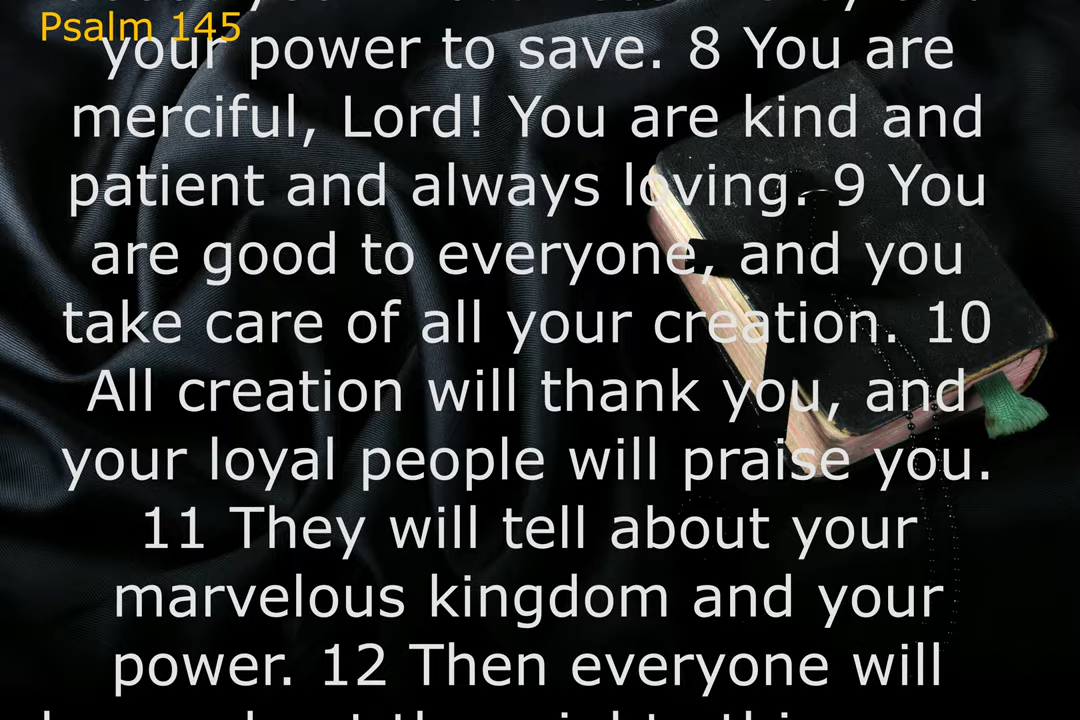 Psalm 145
your power to save. 8 You are
merciful, Lord! You are kind and
patient and always loving. 9 You
are good to everyone, and you
take care of all your creation. 10
All creation will thank you, and
your loyal people will praise you.
11 They will tell about your
marvelous kingdom and your
power. 12 Then everyone will